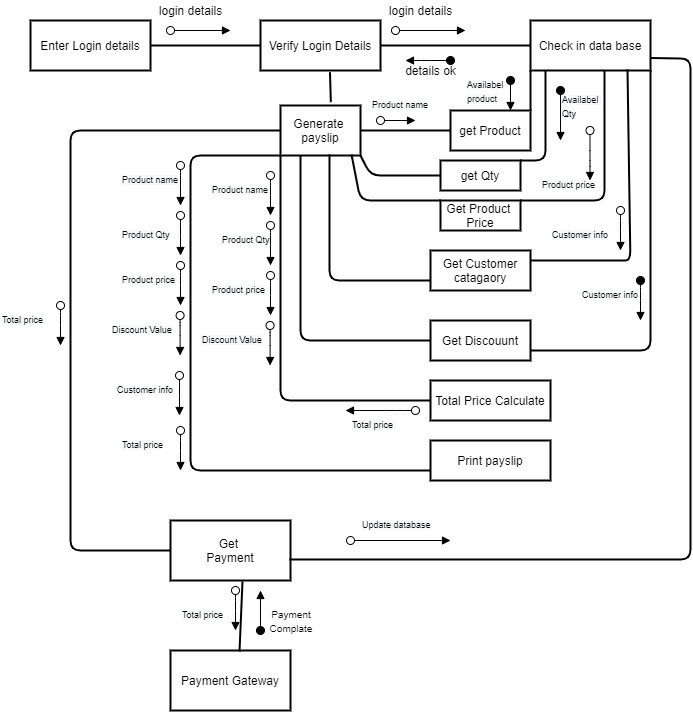 login details
login details
Enter Login details
Verify Login Details
Check in data base
details ok
Availabel
product
Availabel
Qty
Product name
Generate
payslip
get Product
get Qty
Product price
Get Product
Price
Product name
Product name
Product Qty
Product Qty
Customer info
Get Customer
catagaory
Product price
Product price
Customer info
Total price
Discount Value
Discount Value
Get Discouunt
Customer info
Total Price Calculate
Total price
Total price
Print payslip
Update database
Get
Payment
Total price
Payment
Complate
Payment Gateway